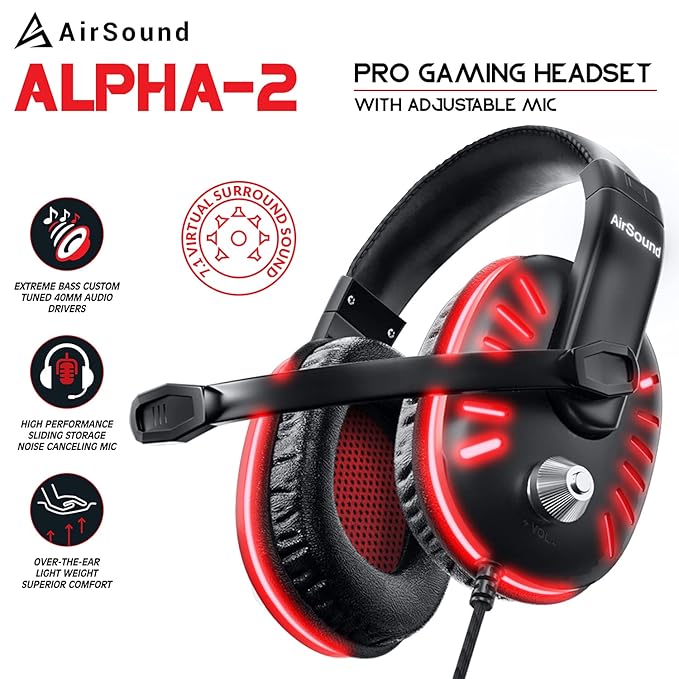 AirSound
ALPHA-2
PRO GAMING HEADSET
WITH ADJUSTABLE MIC
7.1 VIRTUAL SURROUND SOUND
AirSound
EXTREME BASS CUSTOM
TUNED 40MM AUDIO
DRIVERS
HIGH PERFORMANCE
SLIDING STORAGE
NOISE CANCELING MIC
OVER-THE-EAR
LIGHT WEIGHT
SUPERIOR COMFORT
+ VOL -